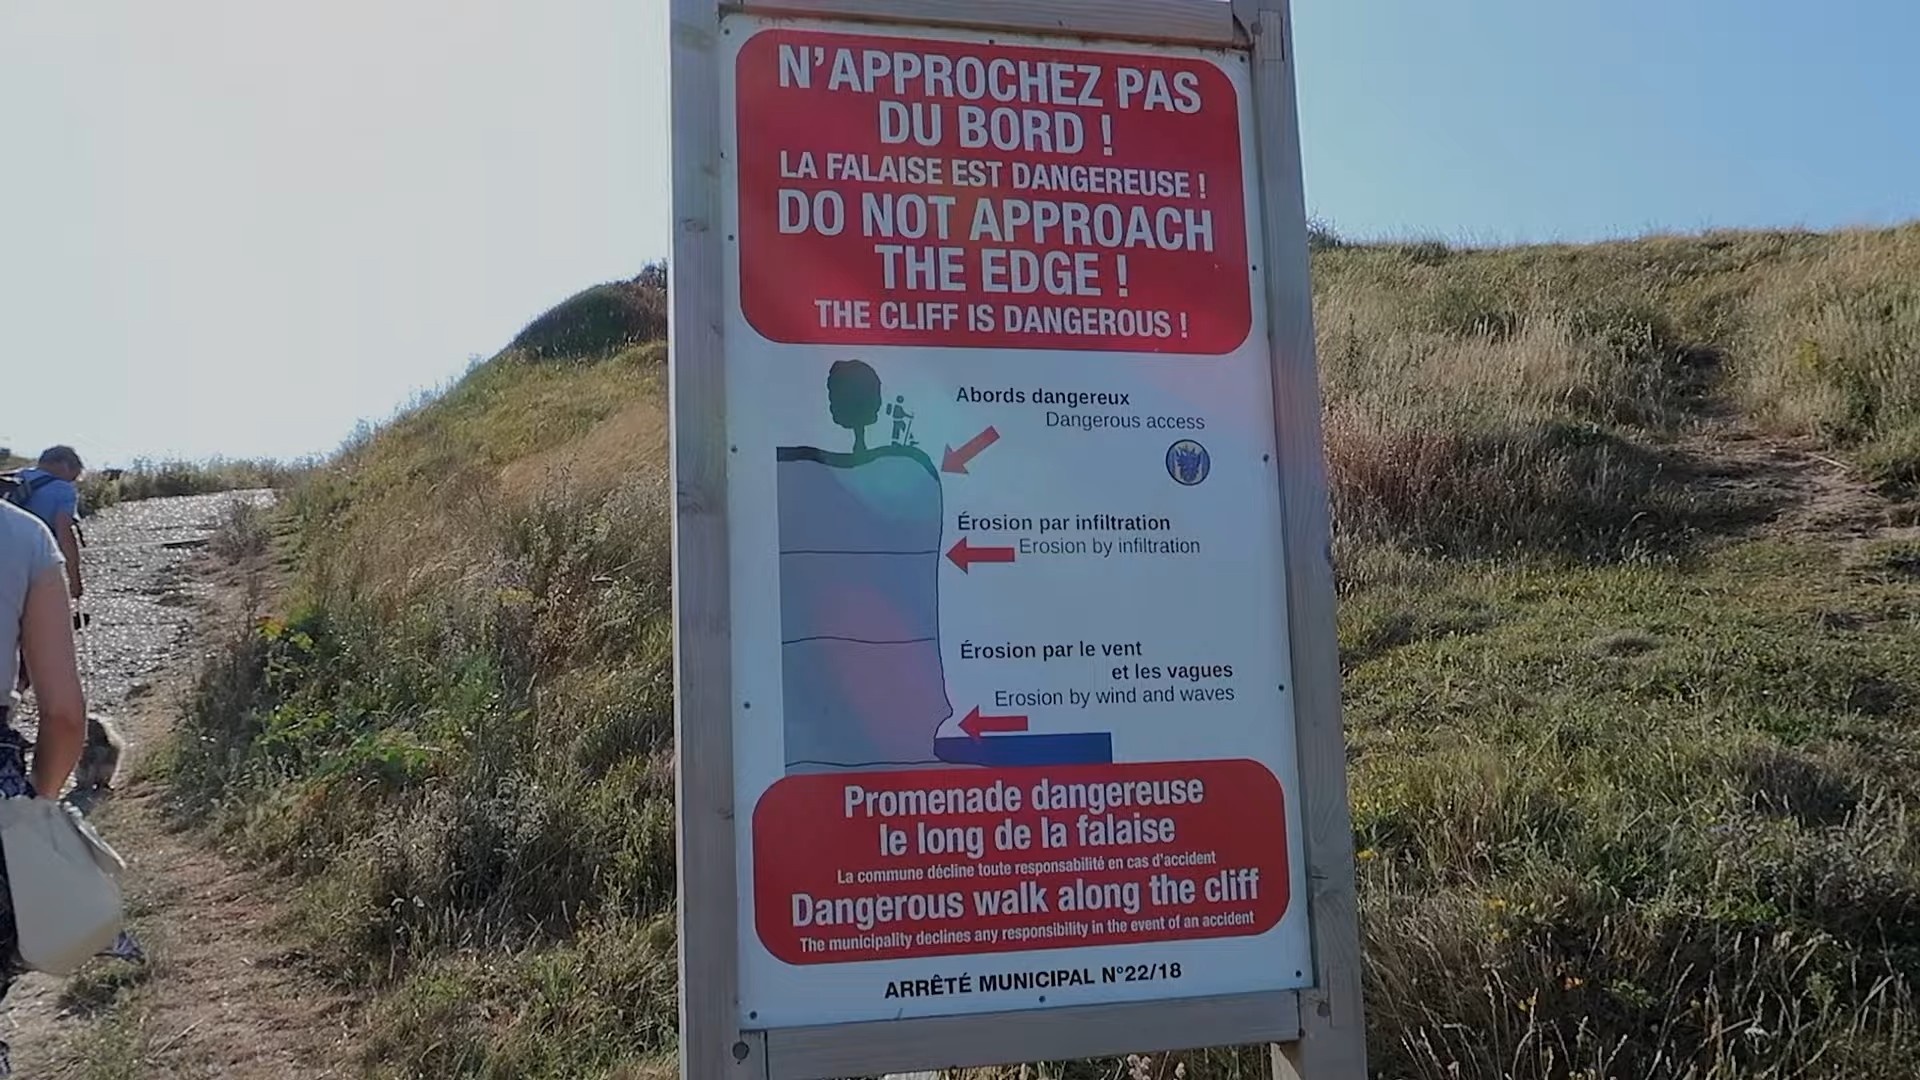 N'APPROCHEZ PAS
DU BORD !
LA FALAISE EST DANGEREUSE !
DO NOT APPROACH
THE EDGE !
THE CLIFF IS DANGEROUS !
Abords dangereux
Dangerous access
Érosion par infiltration
Erosion by infiltration
Érosion par le vent
et les vagues
Erosion by wind and waves
Promenade dangereuse
le long de la falaise
La commune décline toute responsabilité en cas d'accident
Dangerous walk along the cliff
The municipality declines any responsibility in the event of an accident
ARRÊTÉ MUNICIPAL N°22/18